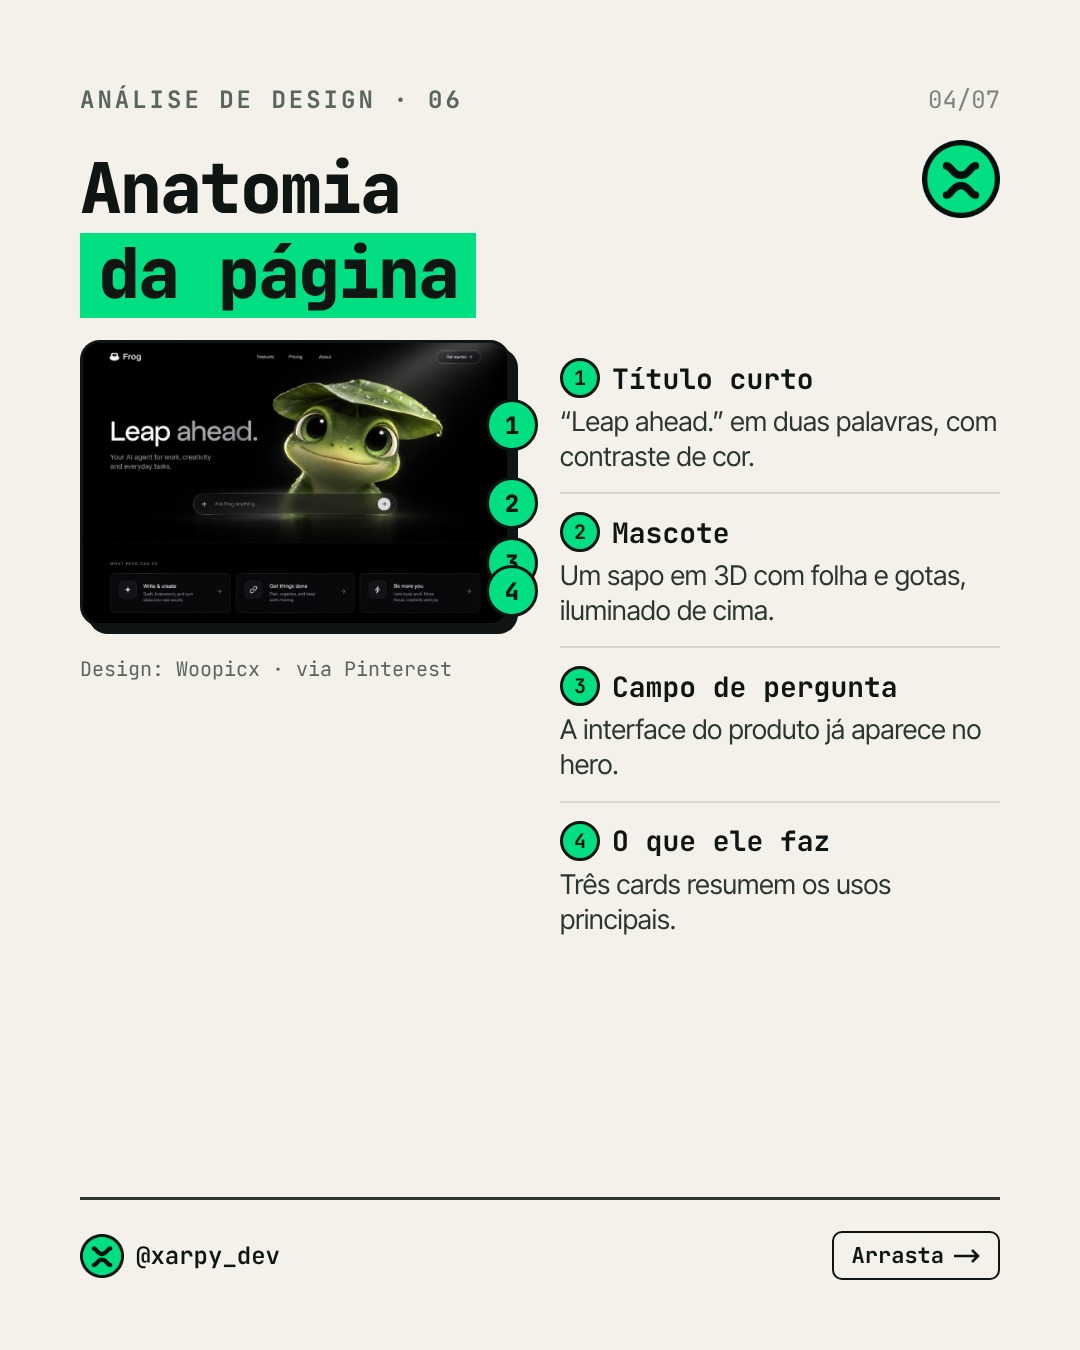 ANÁLISE DE DESIGN · 06
04/07
Anatomia
da página
Frog
Features
Pricing
About
Get started
Leap ahead.
Your AI agent for work, creativity
and everyday tasks.
Ask Frog anything...
WHAT FROG CAN DO
Write & create
Get things done
Be more you
1
2
3
4
Design: Woopicx · via Pinterest
1 Título curto
“Leap ahead.” em duas palavras, com
contraste de cor.
2 Mascote
Um sapo em 3D com folha e gotas,
iluminado de cima.
3 Campo de pergunta
A interface do produto já aparece no
hero.
4 O que ele faz
Três cards resumem os usos
principais.
@xarpy_dev
Arrasta →